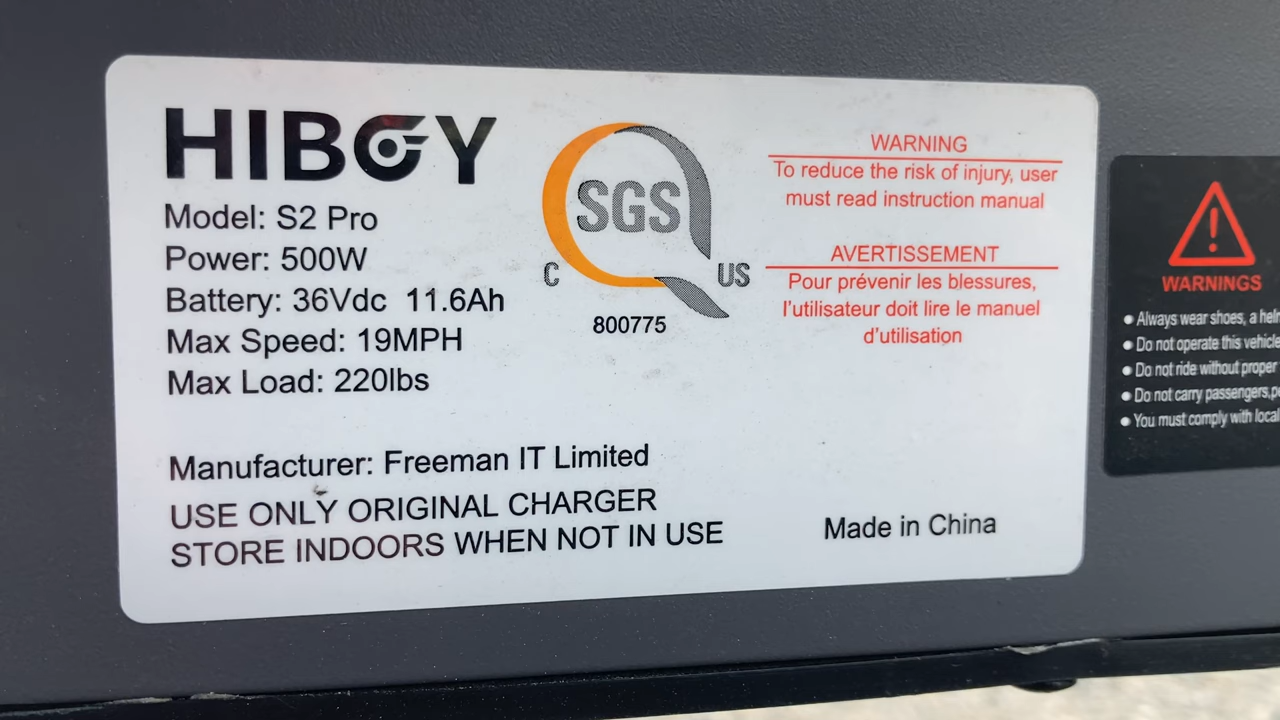 HIBOY
Model: S2 Pro
Power: 500W
Battery: 36Vdc 11.6Ah
Max Speed: 19MPH
Max Load: 220lbs
Manufacturer: Freeman IT Limited
USE ONLY ORIGINAL CHARGER
STORE INDOORS WHEN NOT IN USE
SGS
C US
800775
WARNING
To reduce the risk of injury, user
must read instruction manual
AVERTISSEMENT
Pour prévenir les blessures,
l'utilisateur doit lire le manuel
d'utilisation
Made in China
WARNINGS
• Always wear shoes, a
• Do not operate this vehicle
• Do not ride without proper
• Do not carry passengers,
• You must comply with local